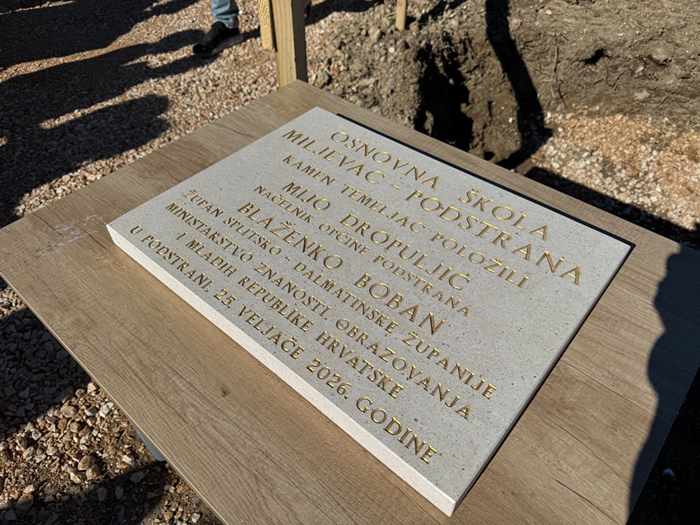 OSNOVNA ŠKOLA
MILJEVAC - PODSTRANA
KAMEN TEMELJAC POLOŽILI
MIJO DROPULJIĆ
NAČELNIK OPĆINE PODSTRANA
BLAŽENKO BOBAN
ŽUPAN SPLITSKO - DALMATINSKE ŽUPANIJE
MINISTARSTVO ZNANOSTI, OBRAZOVANJA
I MLADIH REPUBLIKE HRVATSKE
U PODSTRANI, 25. VELJAČE 2026. GODINE